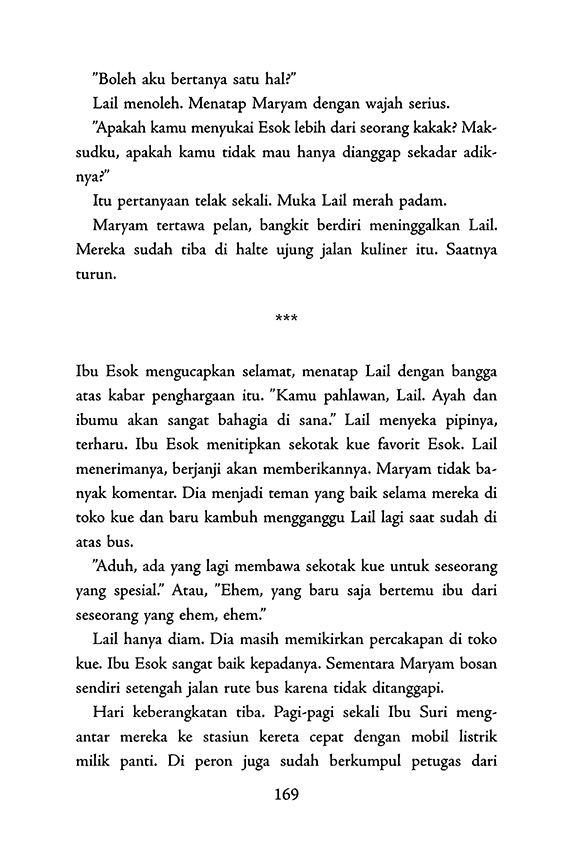 "Boleh aku bertanya satu hal?"
Lail menoleh. Menatap Maryam dengan wajah serius.
"Apakah kamu menyukai Esok lebih dari seorang kakak? Mak-
sudku, apakah kamu tidak mau hanya dianggap sekadar adik-
nya?"
Itu pertanyaan telak sekali. Muka Lail merah padam.
Maryam tertawa pelan, bangkit berdiri meninggalkan Lail.
Mereka sudah tiba di halte ujung jalan kuliner itu. Saatnya
turun.
***
Ibu Esok mengucapkan selamat, menatap Lail dengan bangga
atas kabar penghargaan itu. "Kamu pahlawan, Lail. Ayah dan
ibumu akan sangat bahagia di sana." Lail menyeka pipinya,
terharu. Ibu Esok menitipkan sekotak kue favorit Esok. Lail
menerimanya, berjanji akan memberikannya. Maryam tidak ba-
nyak komentar. Dia menjadi teman yang baik selama mereka di
toko kue dan baru kambuh mengganggu Lail lagi saat sudah di
atas bus.
"Aduh, ada yang lagi membawa sekotak kue untuk seseorang
yang spesial." Atau, "Ehem, yang baru saja bertemu ibu dari
seseorang yang ehem, ehem."
Lail hanya diam. Dia masih memikirkan percakapan di toko
kue. Ibu Esok sangat baik kepadanya. Sementara Maryam bosan
sendiri setengah jalan rute bus karena tidak ditanggapi.
Hari keberangkatan tiba. Pagi-pagi sekali Ibu Suri meng-
antar mereka ke stasiun kereta cepat dengan mobil listrik
milik panti. Di peron juga sudah berkumpul petugas dari
169